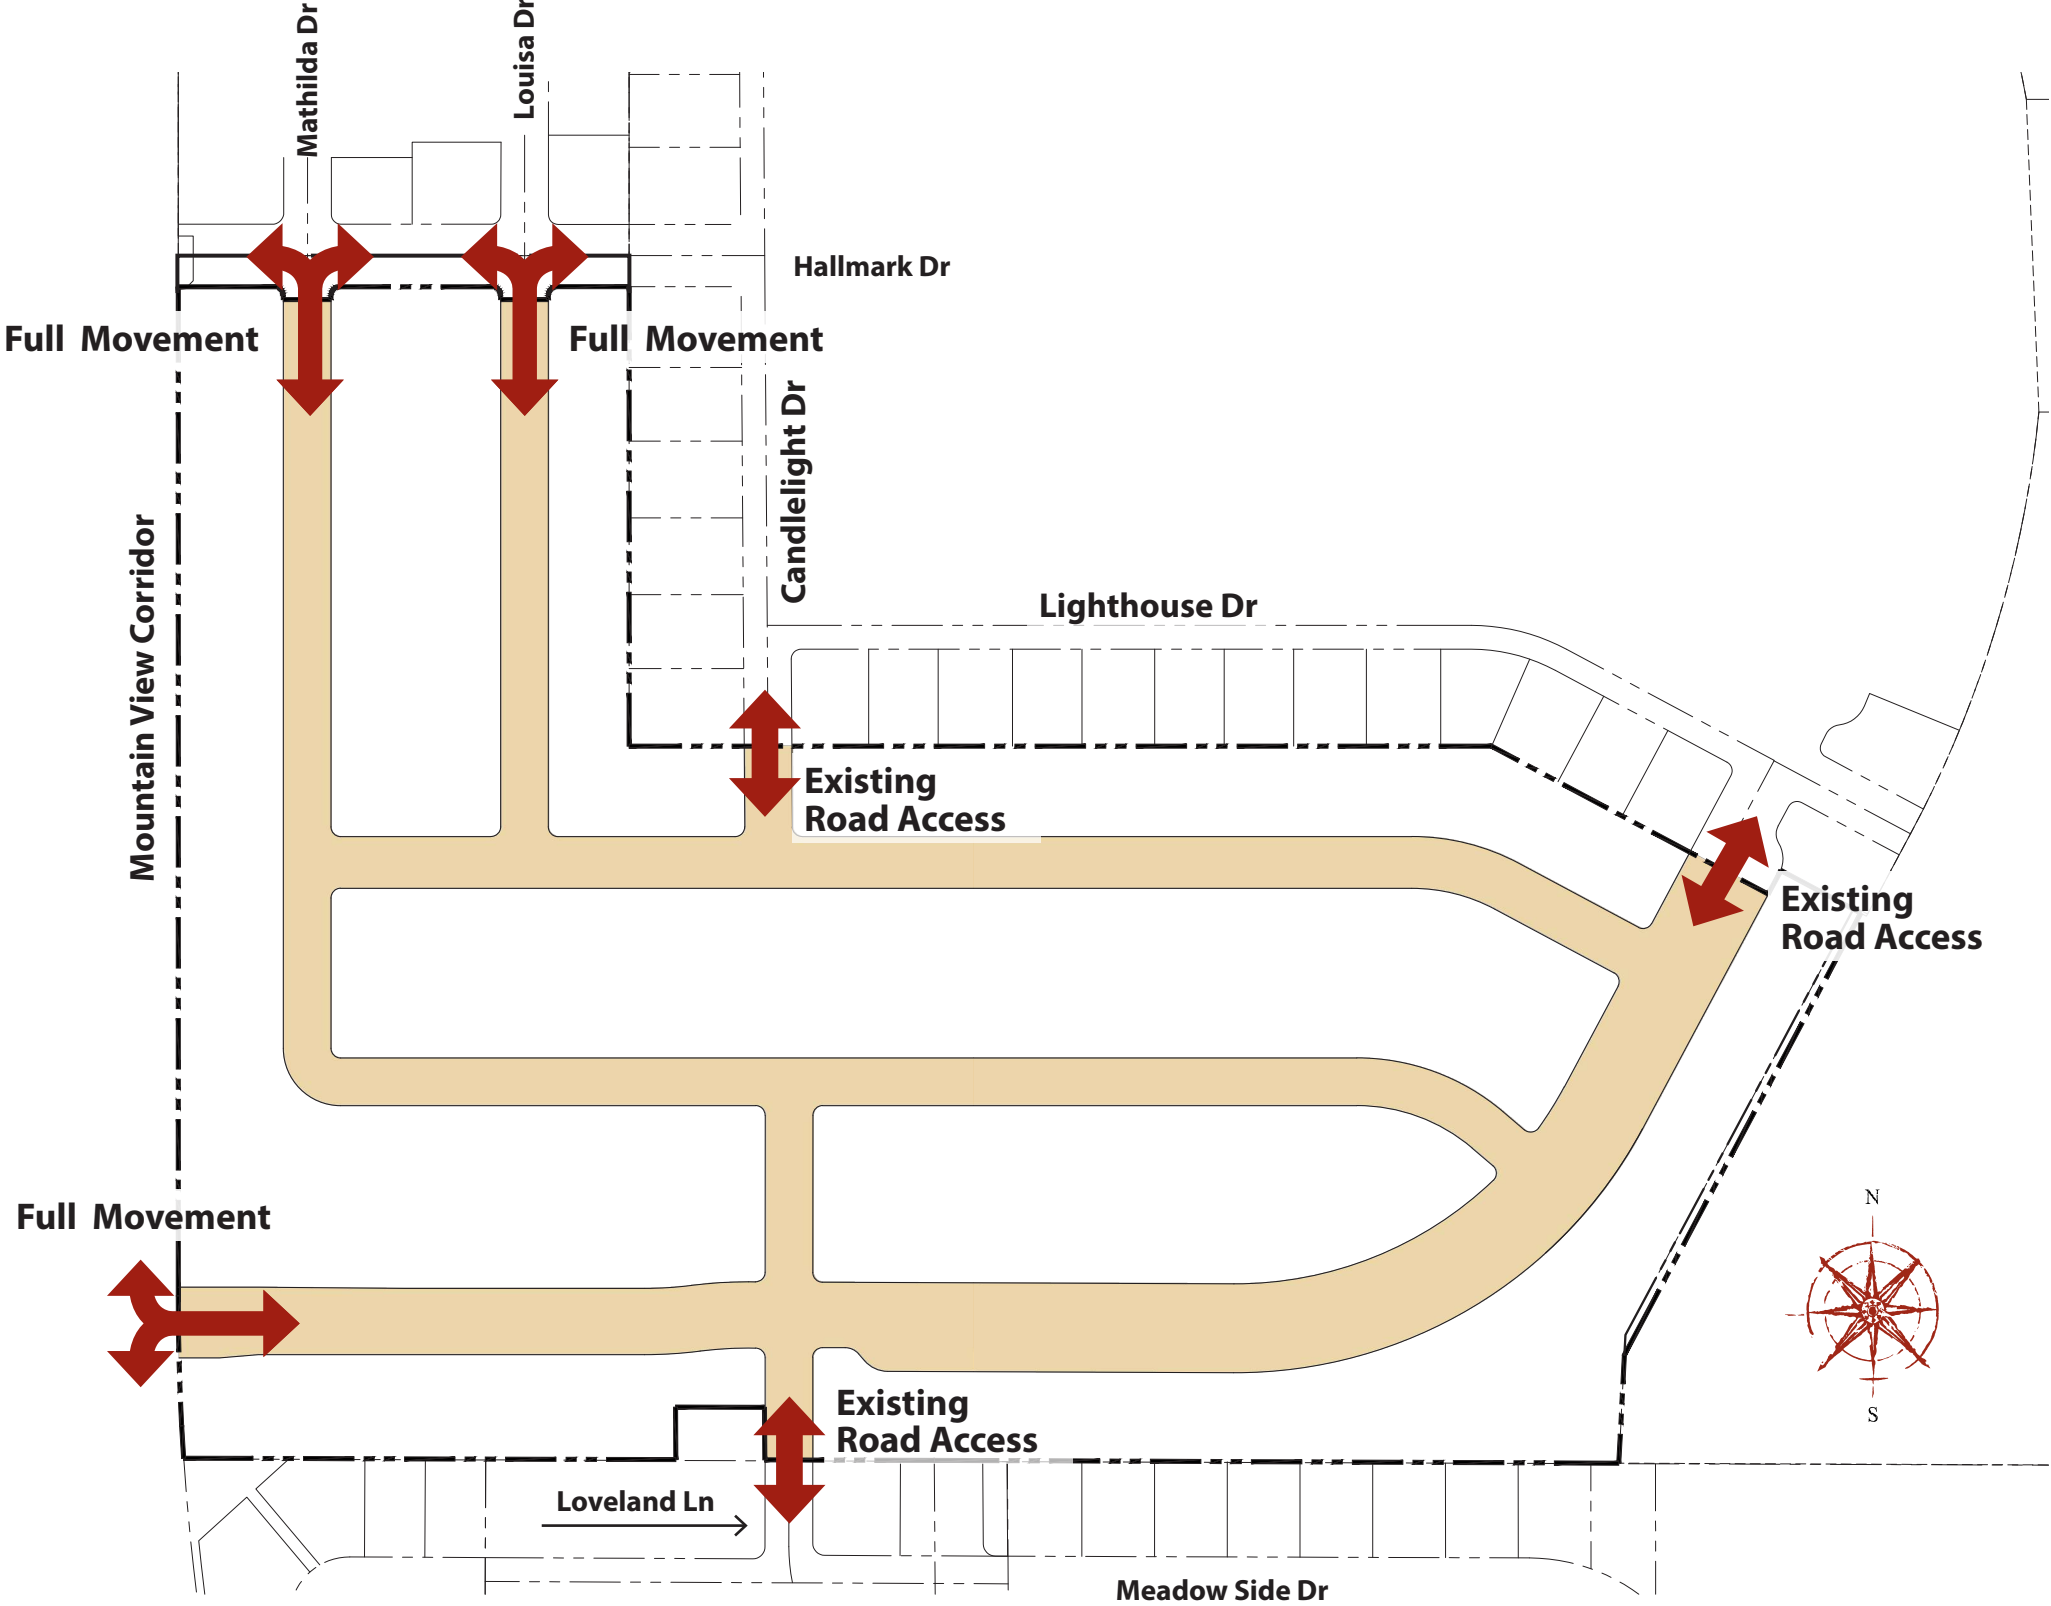 Mathilda Dr
Louisa Dr
Hallmark Dr
Full Movement
Full Movement
Candlelight Dr
Mountain View Corridor
Lighthouse Dr
Existing
Road Access
Existing
Road Access
Full Movement
N
S
Existing
Road Access
Loveland Ln
Meadow Side Dr